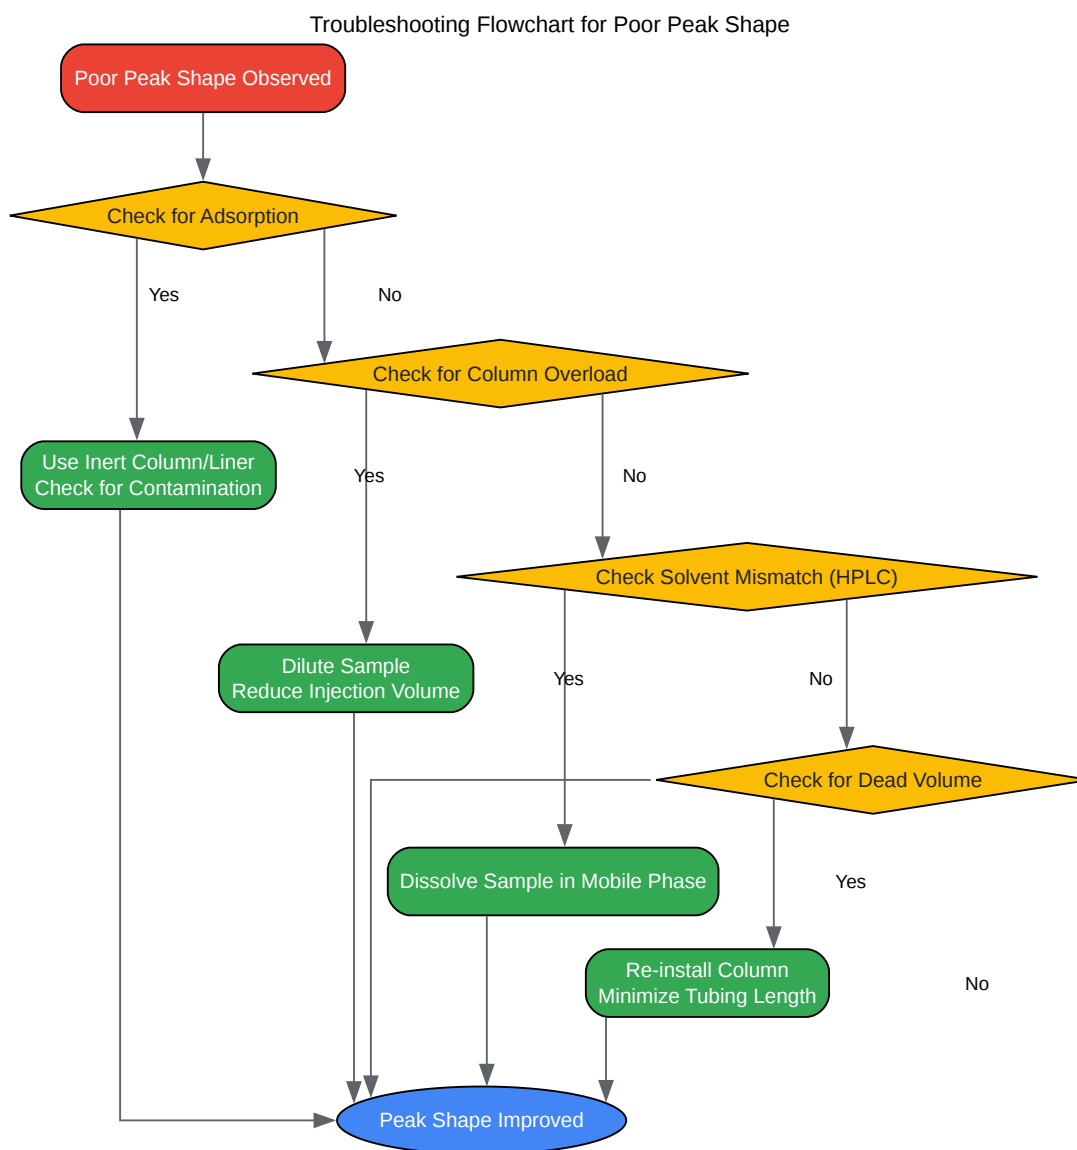 Troubleshooting Flowchart for Poor Peak Shape
Poor Peak Shape Observed
Check for Adsorption
Yes
No
Check for Column Overload
Use Inert Column/Liner
Check for Contamination
Yes
No
Check Solvent Mismatch (HPLC)
Dilute Sample
Reduce Injection Volume
Yes
No
Check for Dead Volume
Dissolve Sample in Mobile Phase
Yes
Re-install Column
Minimize Tubing Length
No
Peak Shape Improved